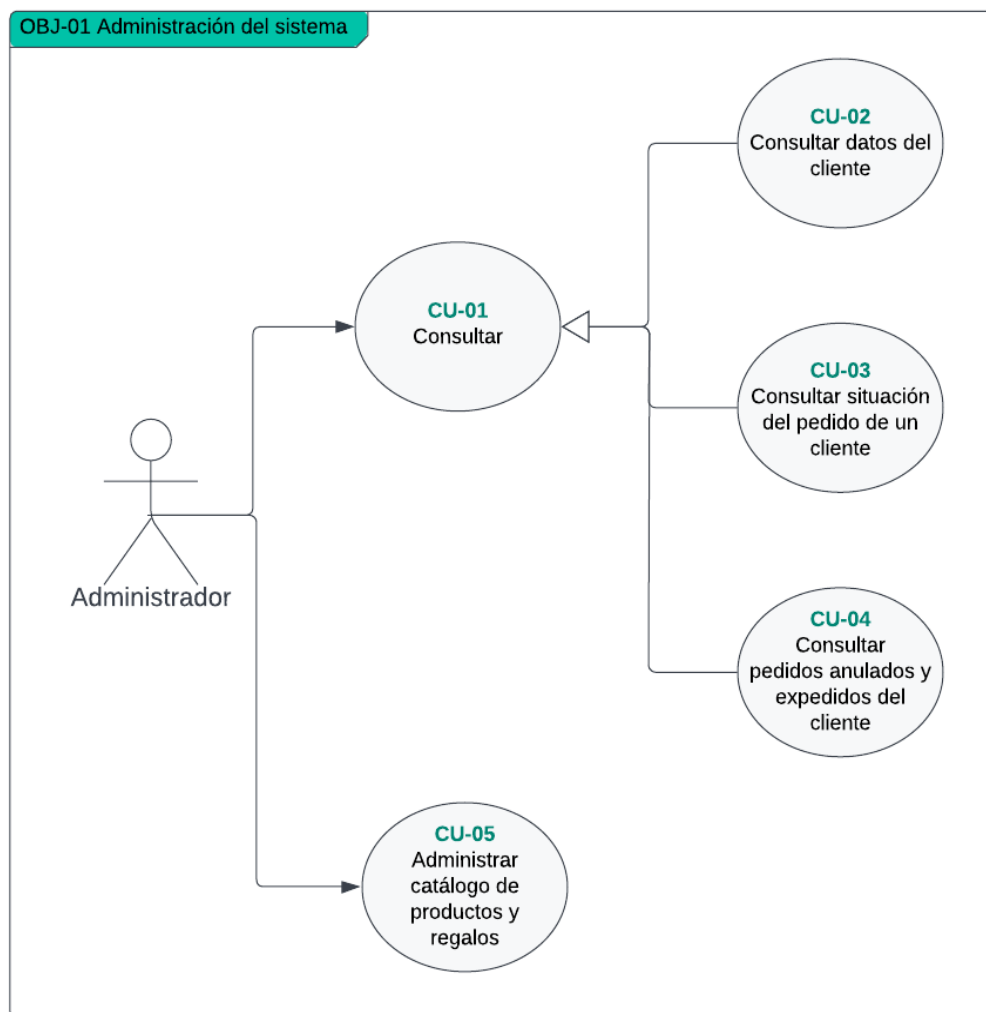 OBJ-01 Administración del sistema
CU-02
Consultar datos del
cliente
CU-01
Consultar
CU-03
Consultar situación
del pedido de un
cliente
Administrador
CU-04
Consultar
pedidos anulados y
expedidos del
cliente
CU-05
Administrar
catálogo de
productos y
regalos